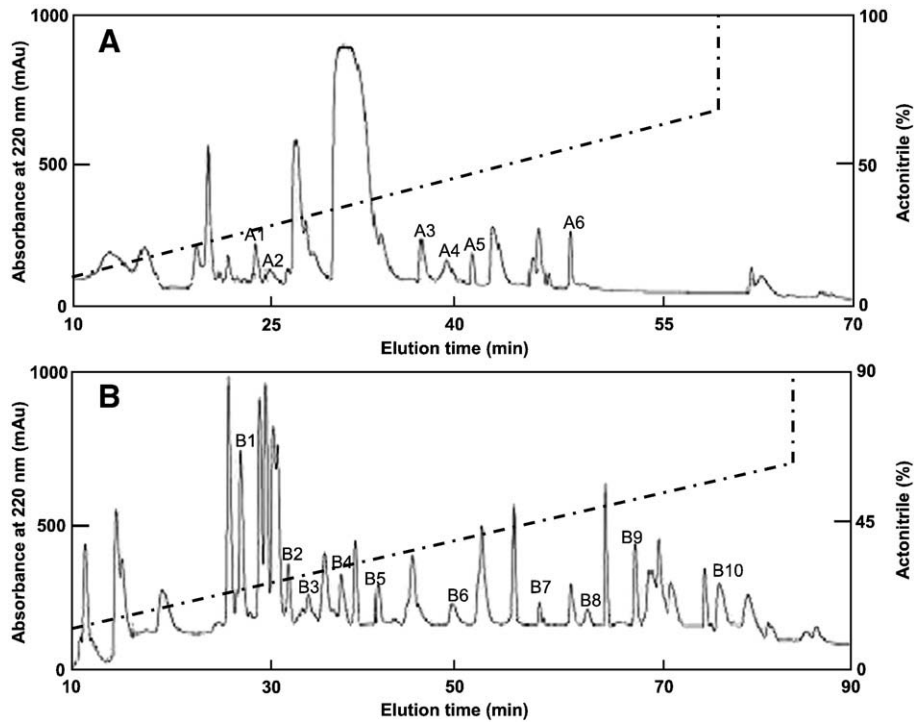 A
1000
500
0
Absorbance at 220 nm (mAu)
100
50
0
Actonitrile (%)
A1
A2
A3
A4
A5
A6
10
25
40
55
70
Elution time (min)
B
1000
500
0
Absorbance at 220 nm (mAu)
90
45
0
Actonitrile (%)
B1
B2
B3
B4
B5
B6
B7
B8
B9
B10
10
30
50
70
90
Elution time (min)